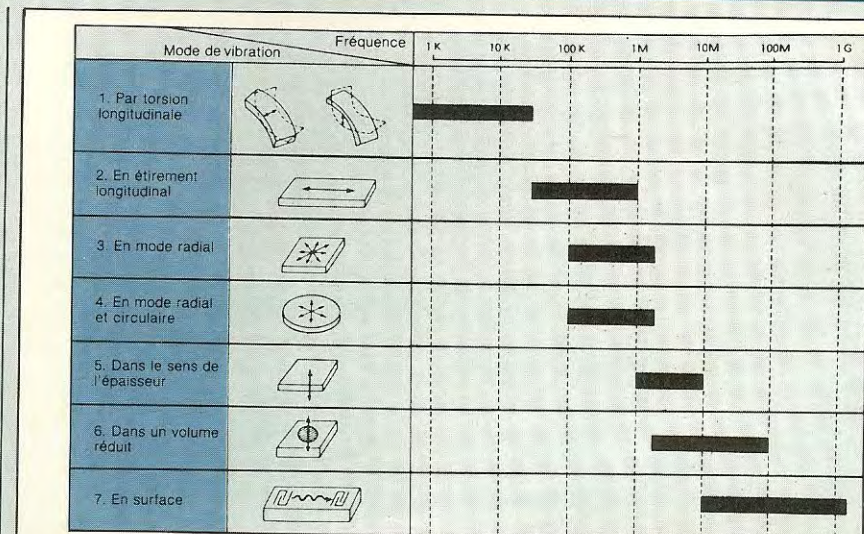 Mode de vibration
Fréquence
1 K 10 K 100 K 1 M 10 M 100 M 1 G
1. Par torsion
longitudinale
2. En étirement
longitudinal
3. En mode radial
4. En mode radial
et circulaire
5. Dans le sens de
l'épaisseur
6. Dans un volume
réduit
7. En surface